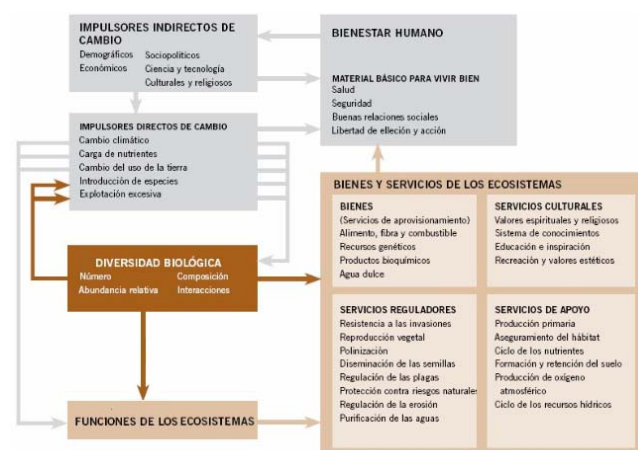 IMPULSORES INDIRECTOS DE
CAMBIO
Demográficos
Económicos
Sociopolíticos
Ciencia y tecnología
Culturales y religiosos
BIENESTAR HUMANO
MATERIAL BÁSICO PARA VIVIR BIEN
Salud
Seguridad
Buenas relaciones sociales
Libertad de ellección y acción
IMPULSORES DIRECTOS DE CAMBIO
Cambio climático
Carga de nutrientes
Cambio del uso de la tierra
Introducción de especies
Explotación excesiva
BIENES Y SERVICIOS DE LOS ECOSISTEMAS
BIENES
(Servicios de aprovisionamiento)
Alimento, fibra y combustible
Recursos genéticos
Productos bioquímicos
Agua dulce
SERVICIOS CULTURALES
Valores espirituales y religiosos
Sistema de conocimientos
Educación e inspiración
Recreación y valores estéticos
DIVERSIDAD BIOLÓGICA
Número
Abundancia relativa
Composición
Interacciones
SERVICIOS REGULADORES
Resistencia a las invasiones
Reproducción vegetal
Polinización
Diseminación de las semillas
Regulación de las plagas
Protección contra riesgos naturales
Regulación de la erosión
Purificación de las aguas
SERVICIOS DE APOYO
Producción primaria
Aseguramiento del hábitat
Ciclo de los nutrientes
Formación y retención del suelo
Producción de oxígeno
atmosférico
Ciclo de los recursos hídricos
FUNCIONES DE LOS ECOSISTEMAS